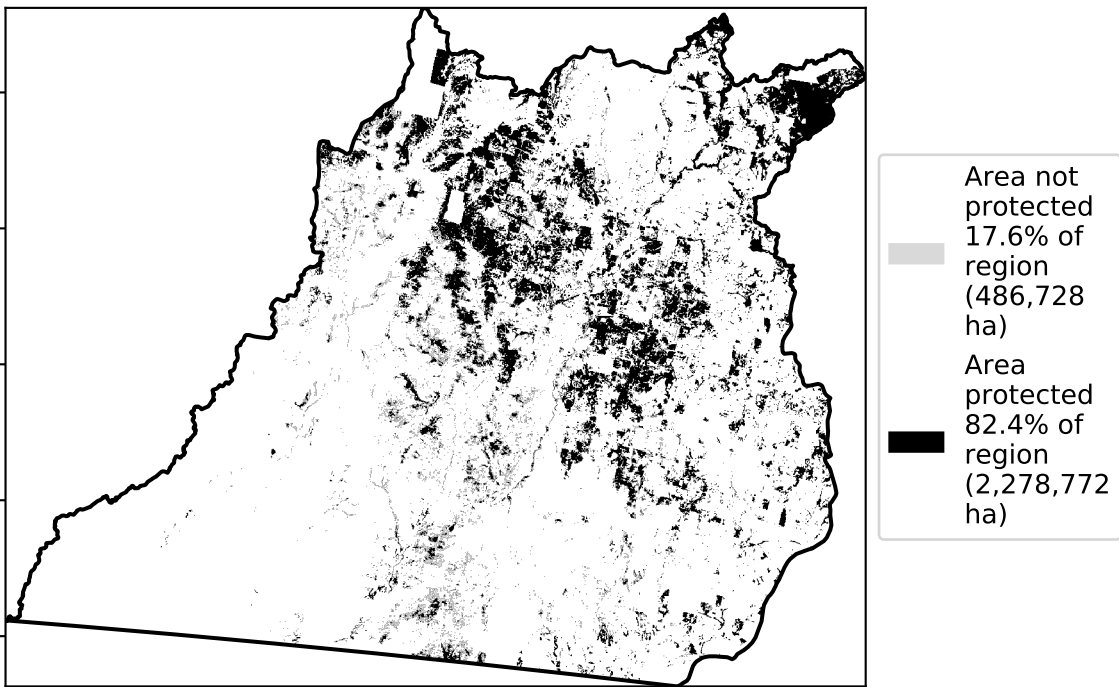 Area not
protected
17.6% of
region
(486,728
ha)
Area
protected
82.4% of
region
(2,278,772
ha)